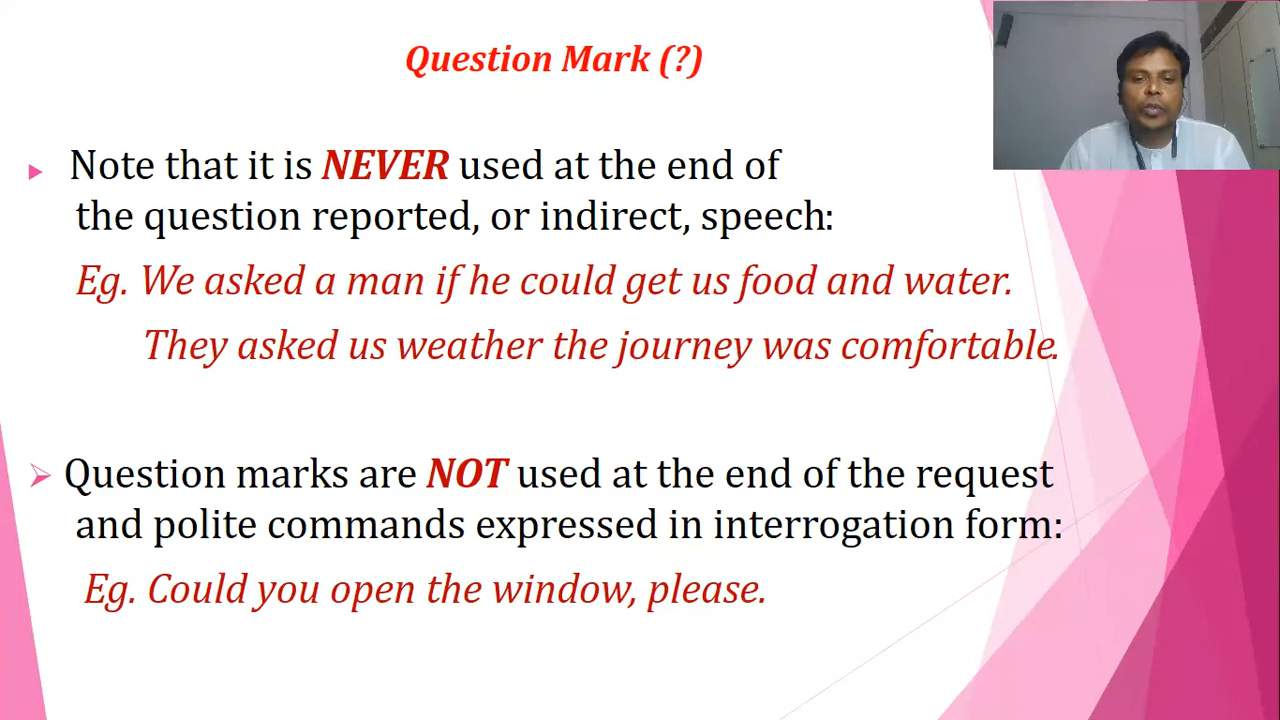 Question Mark (?)
Note that it is NEVER used at the end of
the question reported, or indirect, speech:
Eg. We asked a man if he could get us food and water.
They asked us weather the journey was comfortable.
Question marks are NOT used at the end of the request
and polite commands expressed in interrogation form:
Eg. Could you open the window, please.